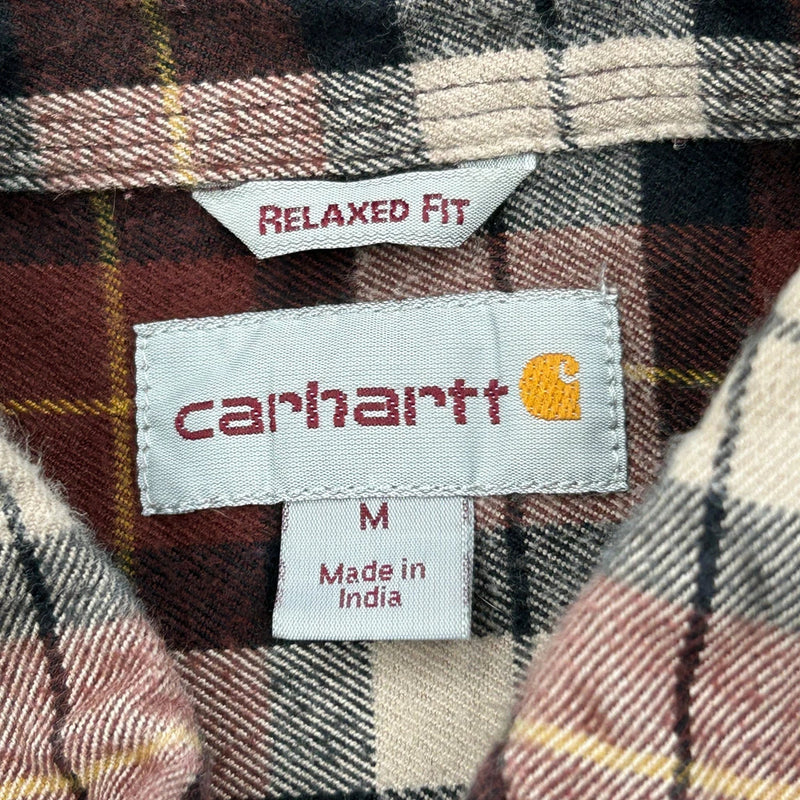 RELAXED FIT
carhartt
M
Made in
India